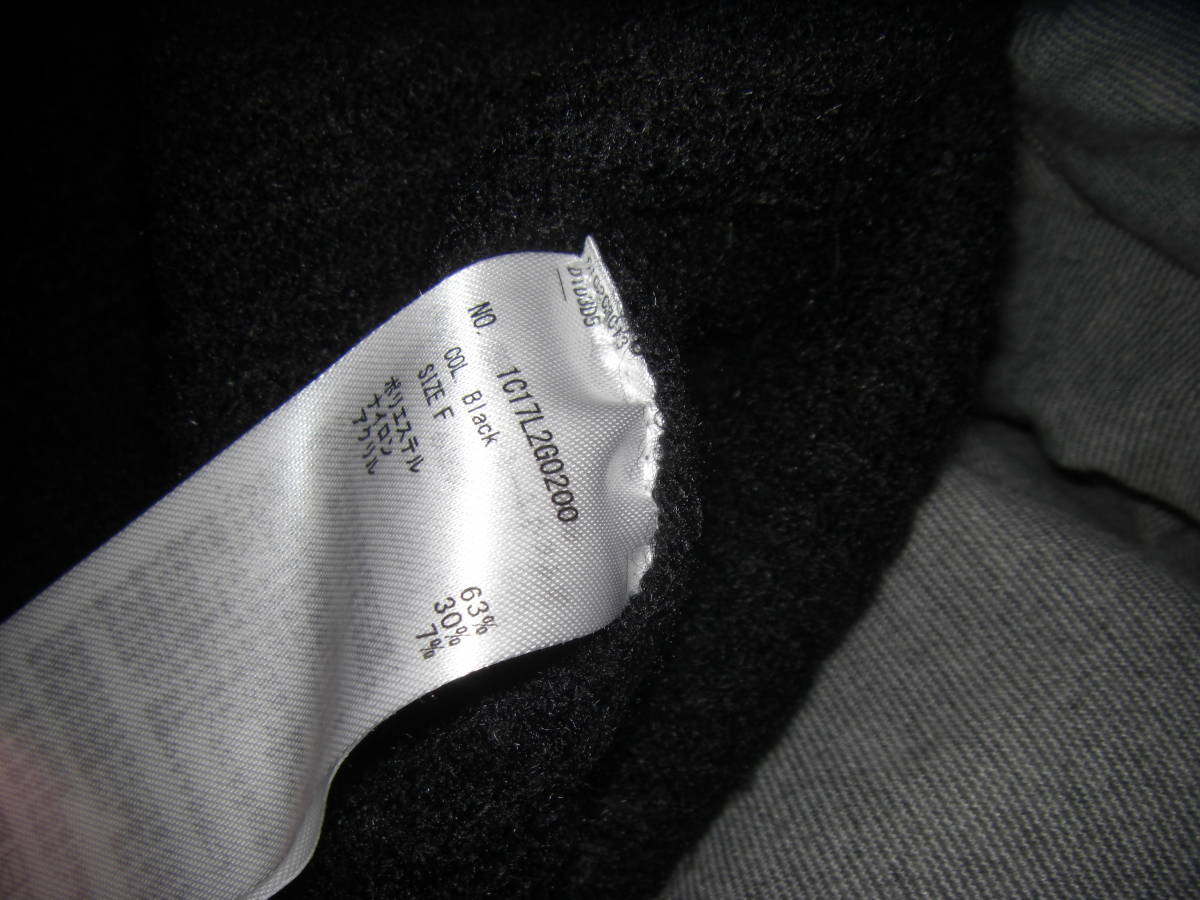 NO. 1C17L2G0200
COL Black
SIZE F
ポリエステル 63%
ナイロン 30%
アクリル 7%